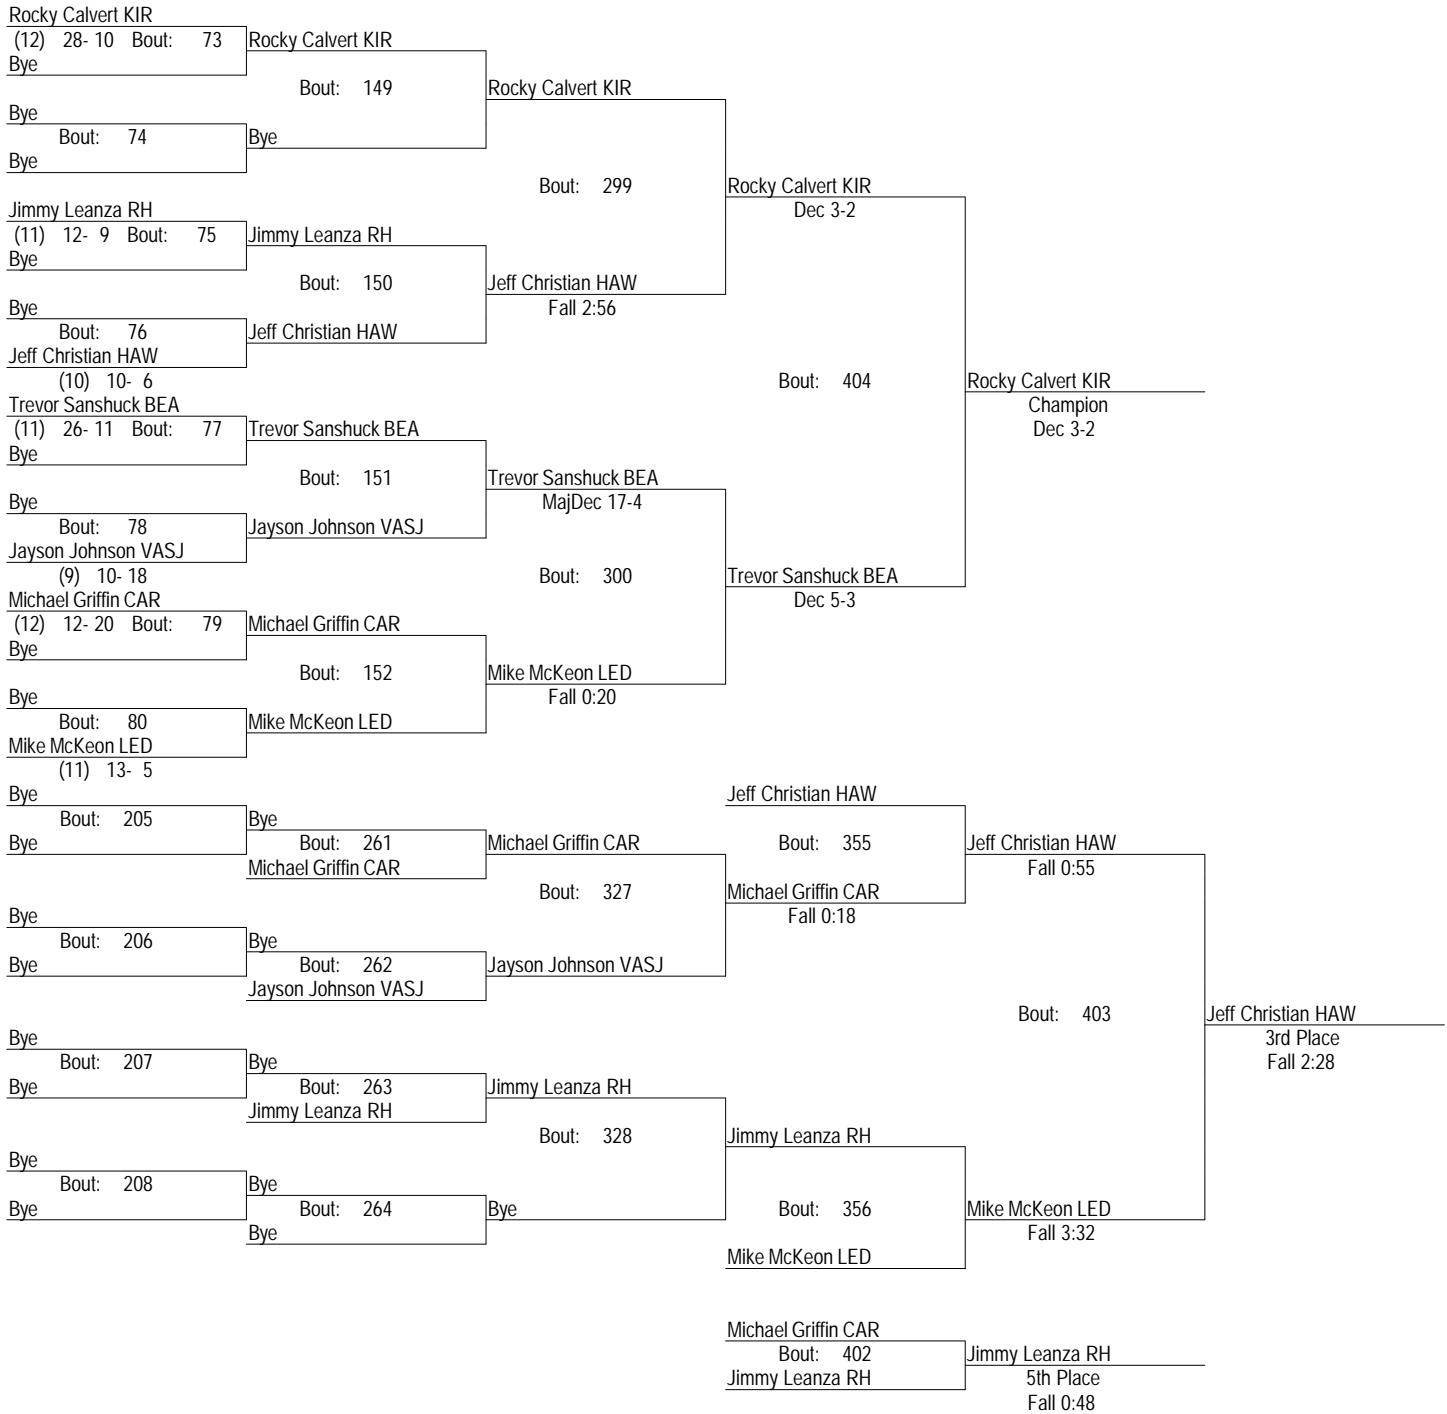 Rocky Calvert KIR
(12) 28- 10 Bout: 73 Rocky Calvert KIR
Bye
Bout: 149 Rocky Calvert KIR
Bye
Bout: 74 Bye
Bye
Bout: 299 Rocky Calvert KIR
Dec 3-2
Jimmy Leanza RH
(11) 12- 9 Bout: 75 Jimmy Leanza RH
Bye
Bout: 150 Jeff Christian HAW
Bye Fall 2:56
Bout: 76 Jeff Christian HAW
Jeff Christian HAW
(10) 10- 6 Bout: 404 Rocky Calvert KIR
Trevor Sanshuck BEA Champion
(11) 26- 11 Bout: 77 Trevor Sanshuck BEA Dec 3-2
Bye
Bout: 151 Trevor Sanshuck BEA
Bye MajDec 17-4
Bout: 78 Jayson Johnson VASJ
Jayson Johnson VASJ
(9) 10- 18 Bout: 300 Trevor Sanshuck BEA
Michael Griffin CAR Dec 5-3
(12) 12- 20 Bout: 79 Michael Griffin CAR
Bye
Bout: 152 Mike McKeon LED
Bye Fall 0:20
Bout: 80 Mike McKeon LED
Mike McKeon LED
(11) 13- 5
Bye Jeff Christian HAW
Bout: 205 Bye
Bye Bout: 261 Michael Griffin CAR Bout: 355 Jeff Christian HAW
Michael Griffin CAR Fall 0:55
Bout: 327 Michael Griffin CAR
Bye Fall 0:18
Bout: 206 Bye
Bye Bout: 262 Jayson Johnson VASJ
Jayson Johnson VASJ
Bout: 403 Jeff Christian HAW
Bye 3rd Place
Bout: 207 Bye Fall 2:28
Bye Bout: 263 Jimmy Leanza RH
Jimmy Leanza RH
Bout: 328 Jimmy Leanza RH
Bye
Bout: 208 Bye
Bye Bout: 264 Bye Bout: 356 Mike McKeon LED
Bye Fall 3:32
Mike McKeon LED
Michael Griffin CAR
Bout: 402 Jimmy Leanza RH
Jimmy Leanza RH 5th Place
Fall 0:48